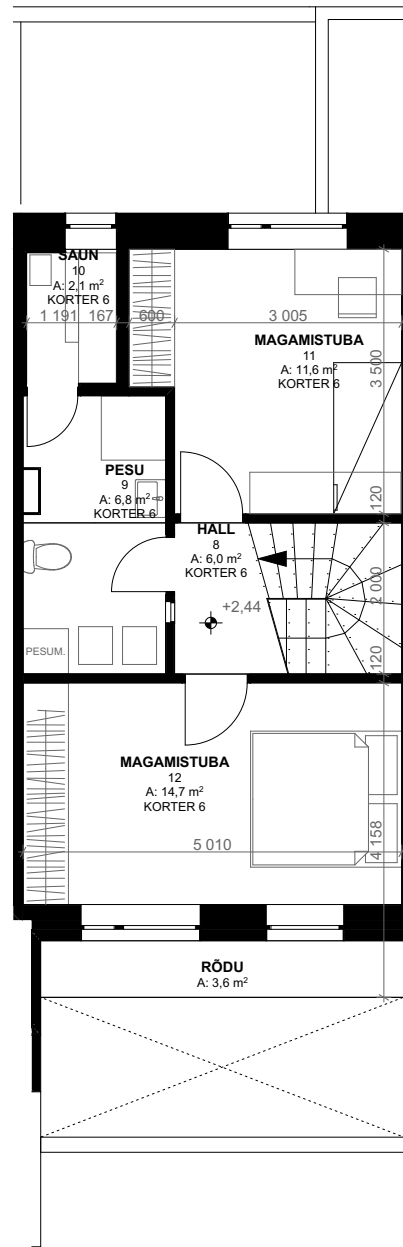 SAUN
10
A: 2,1 m²
KORTER 6
1 191 167 600 3 005
MAGAMISTUBA
11
A: 11,6 m²
KORTER 6
3 500
PESU
9
A: 6,8 m²
KORTER 6
120
HALL
8
A: 6,0 m²
KORTER 6
2 000
+2,44
PESUM.
120
MAGAMISTUBA
12
A: 14,7 m²
KORTER 6
5 010
4 158
RÕDU
A: 3,6 m²